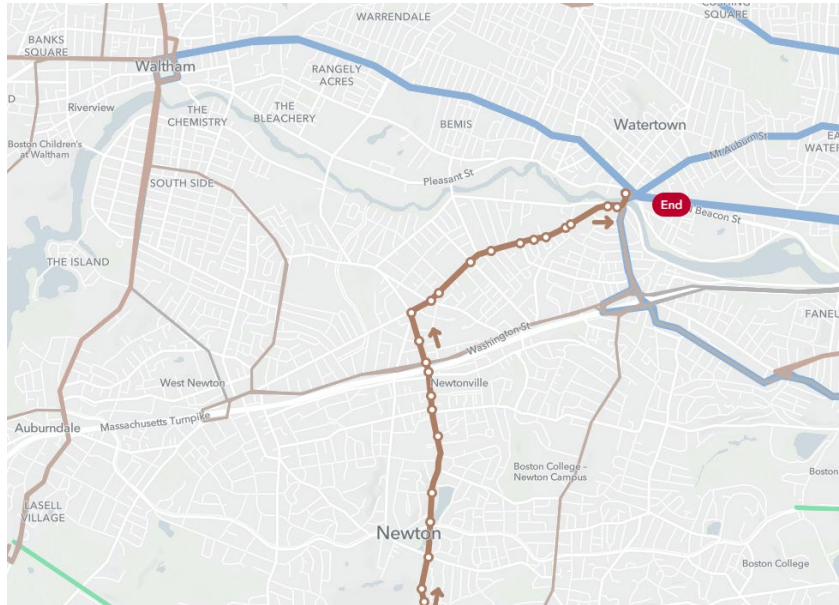 CUSHING
SQUARE
WARRENDALE
BANKS
SQUARE
Waltham
RANGELY
ACRES
Riverview
THE
CHEMISTRY
THE
BLEACHERY
BEMIS
Watertown
Boston Children's
at Waltham
Mt Auburn St
SOUTH SIDE
Pleasant St
End
Beacon St
THE ISLAND
Washington St
West Newton
Newtonville
Auburndale
Massachusetts Turnpike
Boston College –
Newton Campus
LASELL
VILLAGE
Newton
Boston College